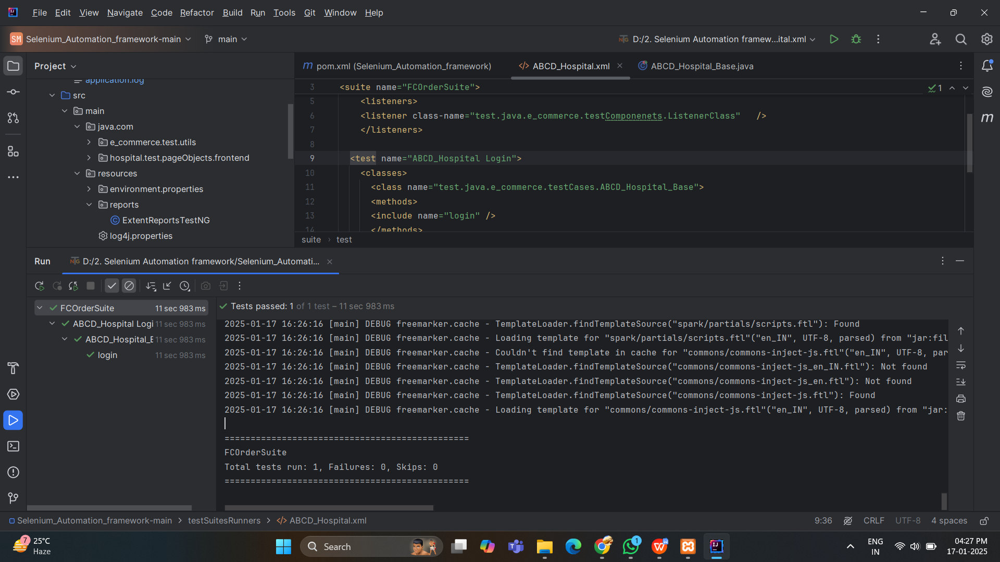 File Edit View Navigate Code Refactor Build Run Tools Git Window Help
SM Selenium_Automation_framework-main main D:/2. Selenium Automation framew...ital.xml
Project
pom.xml (Selenium_Automation_framework) ABCD_Hospital.xml ABCD_Hospital_Base.java
application.log
src
main
java.com
e_commerce.test.utils
hospital.test.pageObjects.frontend
resources
environment.properties
reports
ExtentReportsTestNG
log4j.properties
3 <suite name="FCOrderSuite">
1
5 <listeners>
6 <listener class-name="test.java.e_commerce.testComponenets.ListenerClass" />
7 </listeners>
8
9 <test name="ABCD_Hospital Login">
10 <classes>
11 <class name="test.java.e_commerce.testCases.ABCD_Hospital_Base">
12 <methods>
13 <include name="login" />
14 </methods>
suite › test
Run D:/2. Selenium Automation framework/Selenium_Automati...
FCOrderSuite 11 sec 983 ms
ABCD_Hospital Logi 11 sec 983 ms
ABCD_Hospital_E 11 sec 983 ms
login 11 sec 983 ms
Tests passed: 1 of 1 test – 11 sec 983 ms
2025-01-17 16:26:16 [main] DEBUG freemarker.cache - TemplateLoader.findTemplateSource("spark/partials/scripts.ftl"): Found
2025-01-17 16:26:16 [main] DEBUG freemarker.cache - Loading template for "spark/partials/scripts.ftl"("en_IN", UTF-8, parsed) from "jar:fil
2025-01-17 16:26:16 [main] DEBUG freemarker.cache - Couldn't find template in cache for "commons/commons-inject-js.ftl"("en_IN", UTF-8, par
2025-01-17 16:26:16 [main] DEBUG freemarker.cache - TemplateLoader.findTemplateSource("commons/commons-inject-js_en_IN.ftl"): Not found
2025-01-17 16:26:16 [main] DEBUG freemarker.cache - TemplateLoader.findTemplateSource("commons/commons-inject-js_en.ftl"): Not found
2025-01-17 16:26:16 [main] DEBUG freemarker.cache - TemplateLoader.findTemplateSource("commons/commons-inject-js.ftl"): Found
2025-01-17 16:26:16 [main] DEBUG freemarker.cache - Loading template for "commons/commons-inject-js.ftl"("en_IN", UTF-8, parsed) from "jar:
===============================================
FCOrderSuite
Total tests run: 1, Failures: 0, Skips: 0
===============================================
Selenium_Automation_framework-main › testSuitesRunners › ABCD_Hospital.xml 9:36 CRLF UTF-8 4 spaces
7 25°C
Haze
Search
1
ENG
IN
04:27 PM
17-01-2025